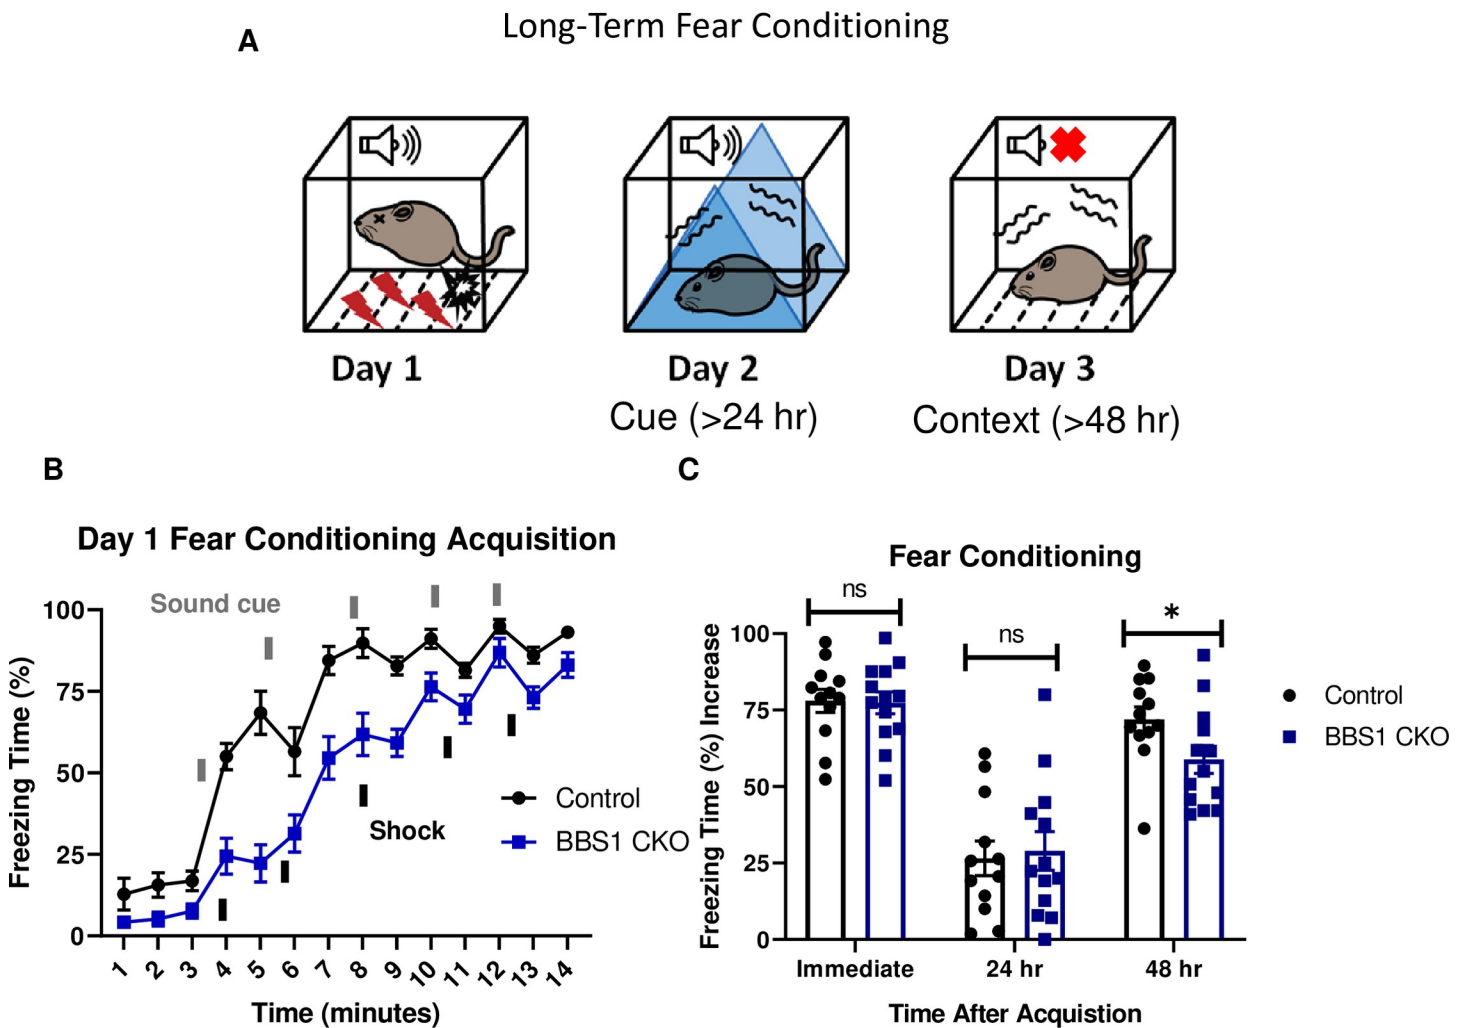 Long-Term Fear Conditioning
A
Day 1
Day 2
Day 3
Cue (>24 hr)
Context (>48 hr)
B
Day 1 Fear Conditioning Acquisition
Sound cue
Freezing Time (%)
100
75
50
25
0
Shock
Control
BBS1 CKO
1 2 3 4 5 6 7 8 9 10 11 12 13 14
Time (minutes)
C
Fear Conditioning
ns
ns
*
Freezing Time (%) Increase
100
75
50
25
0
Control
BBS1 CKO
Immediate
24 hr
48 hr
Time After Acquistion